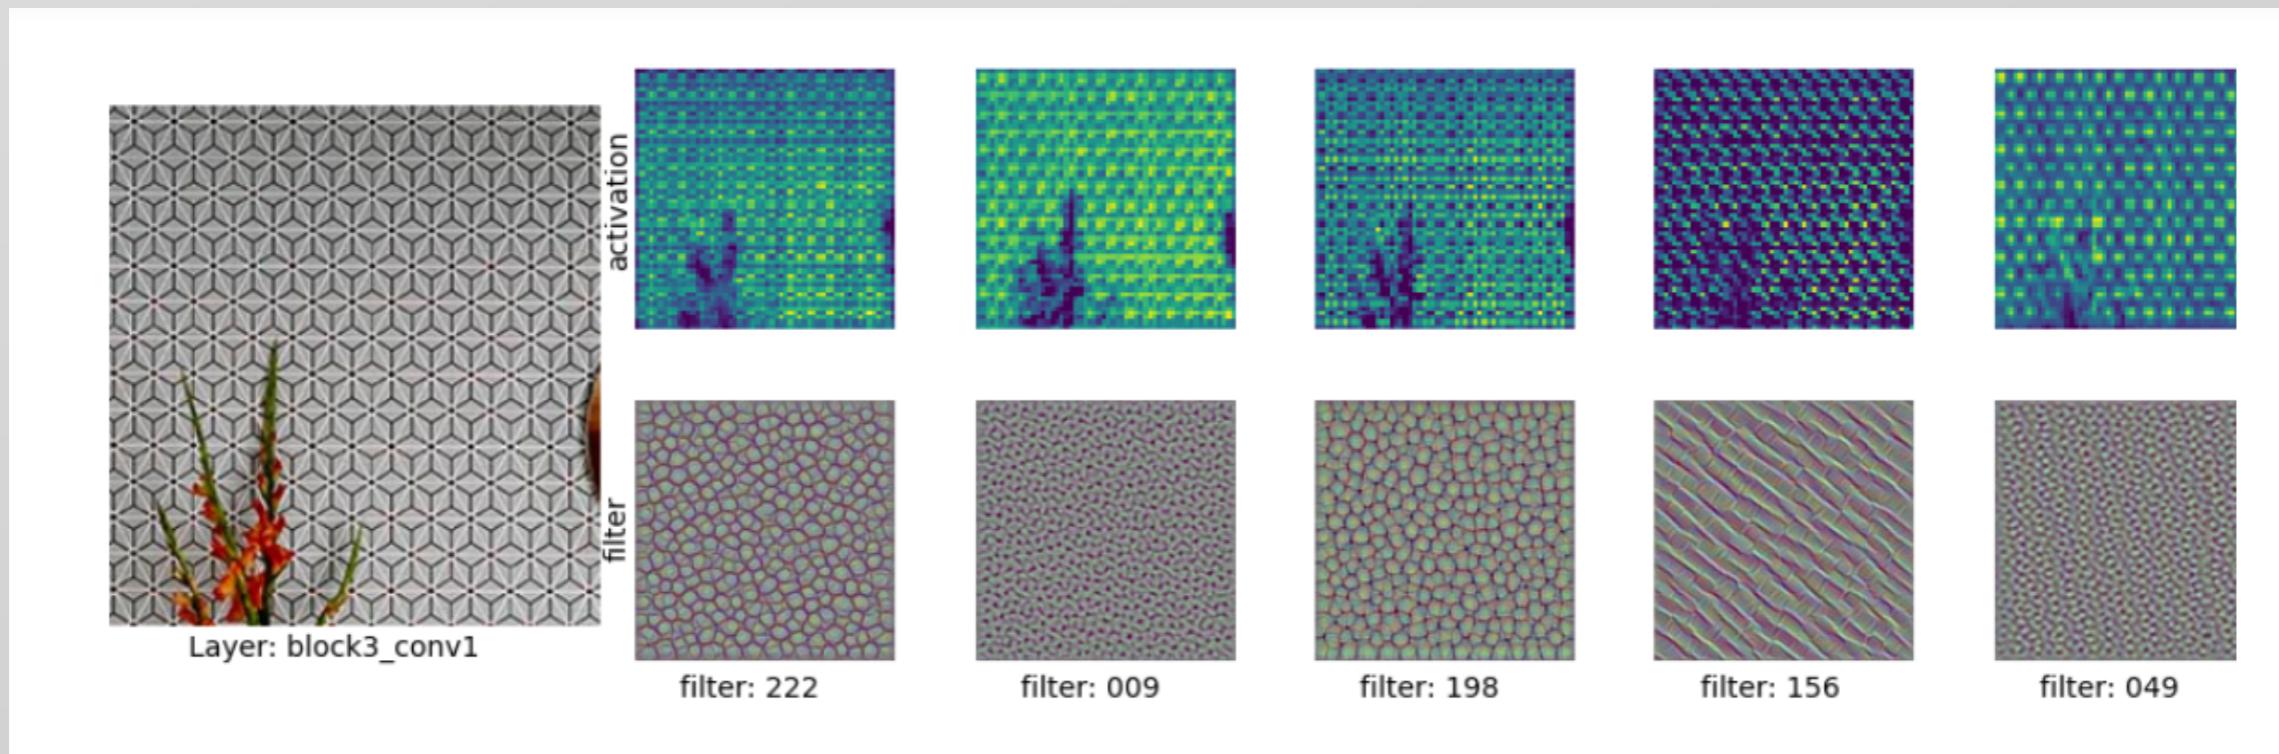 activation
filter
Layer: block3_conv1
filter: 222
filter: 009
filter: 198
filter: 156
filter: 049